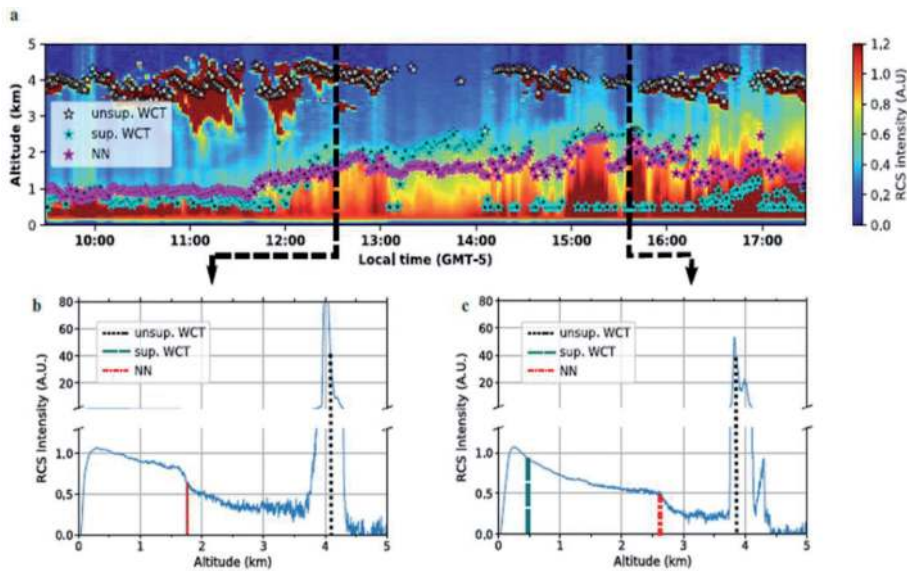 a
Altitude (km)
5
4
3
2
1
0
unsup. WCT
sup. WCT
NN
10:00 11:00 12:00 13:00 14:00 15:00 16:00 17:00
Local time (GMT-5)
1.2
1.0
0.8
0.6
0.4
0.2
0.0
RCS intensity (A.U)
b
RCS Intensity (A.U.)
80
60
40
20
1.0
0.5
0.0
unsup. WCT
sup. WCT
NN
0 1 2 3 4 5
Altitude (km)
c
RCS Intensity (A.U.)
80
60
40
20
1.0
0.5
0.0
unsup. WCT
sup. WCT
NN
0 1 2 3 4 5
Altitude (km)